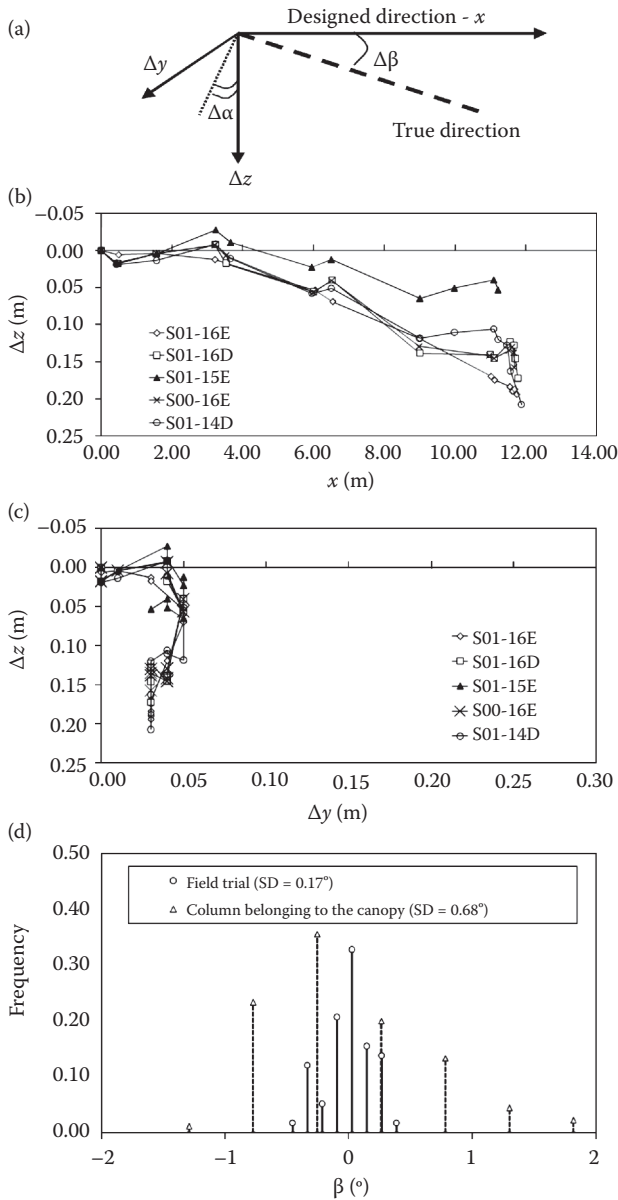 (a)
Designed direction - x
Δy
Δβ
Δα
True direction
Δz
(b)
−0.05
0.00
0.05
0.10
0.15
0.20
0.25
Δz (m)
S01-16E
S01-16D
S01-15E
S00-16E
S01-14D
0.00 2.00 4.00 6.00 8.00 10.00 12.00 14.00
x (m)
(c)
−0.05
0.00
0.05
0.10
0.15
0.20
0.25
Δz (m)
S01-16E
S01-16D
S01-15E
S00-16E
S01-14D
0.00 0.05 0.10 0.15 0.20 0.25 0.30
Δy (m)
(d)
0.50
0.40
0.30
0.20
0.10
0.00
Frequency
Field trial (SD = 0.17°)
Column belonging to the canopy (SD = 0.68°)
−2 −1 0 1 2
β (°)